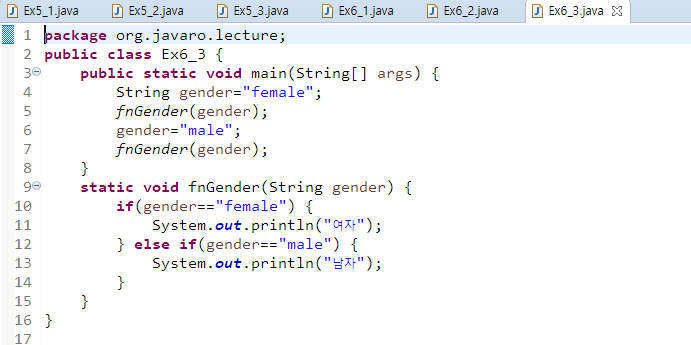 Ex5_1.java Ex5_2.java Ex5_3.java Ex6_1.java Ex6_2.java Ex6_3.java
1 package org.javaro.lecture;
2 public class Ex6_3 {
3 public static void main(String[] args) {
4 String gender="female";
5 fnGender(gender);
6 gender="male";
7 fnGender(gender);
8 }
9 static void fnGender(String gender) {
10 if(gender=="female") {
11 System.out.println("여자");
12 } else if(gender=="male") {
13 System.out.println("남자");
14 }
15 }
16 }
17